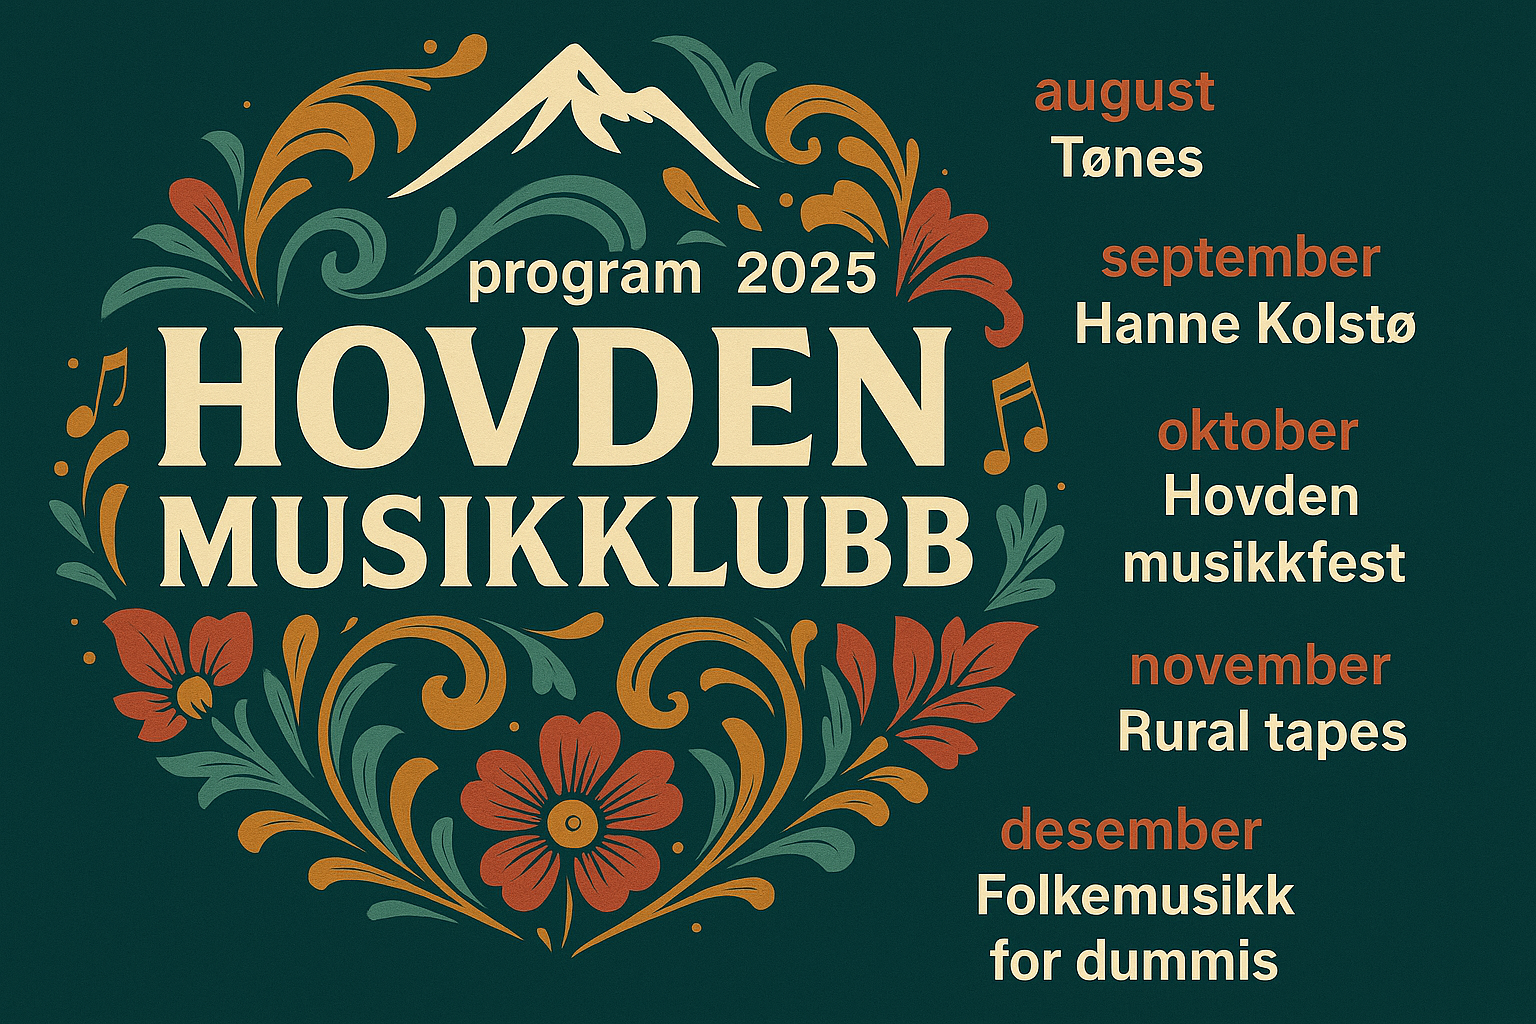 program 2025
HOVDEN
MUSIKKLUBB
august
Tønes
september
Hanne Kolstø
oktober
Hovden
musikkfest
november
Rural tapes
desember
Folkemusikk
for dummis